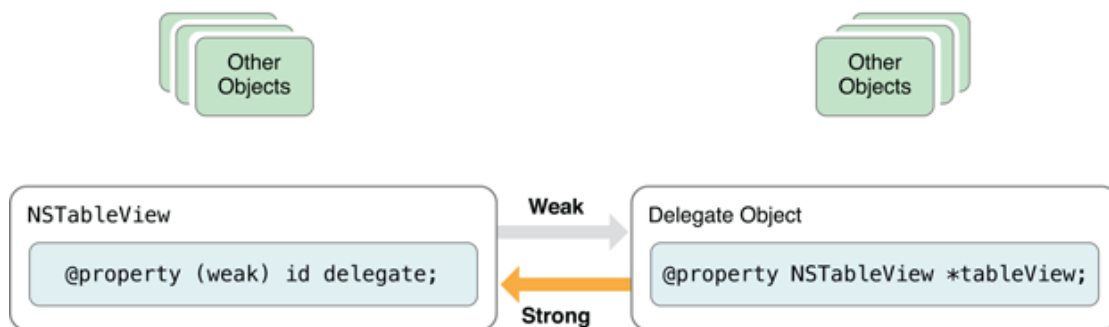 Other
Objects
Other
Objects
NSTableView
@property (weak) id delegate;
Weak
Strong
Delegate Object
@property NSTableView *tableView;